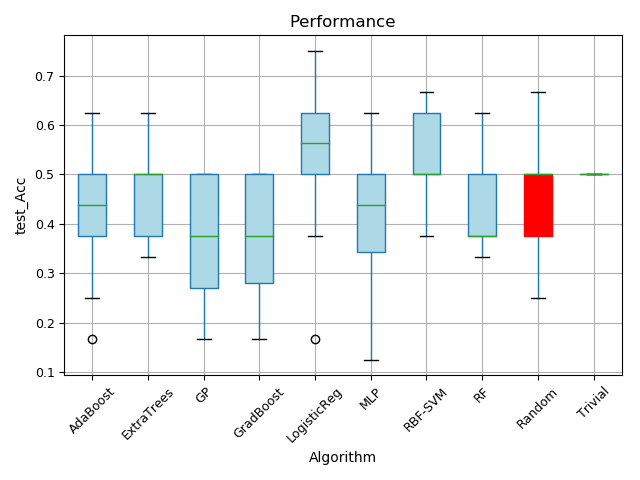 Performance
test_Acc
0.7
0.6
0.5
0.4
0.3
0.2
0.1
AdaBoost
ExtraTrees
GP
GradBoost
LogisticReg
MLP
RBF-SVM
RF
Random
Trivial
Algorithm